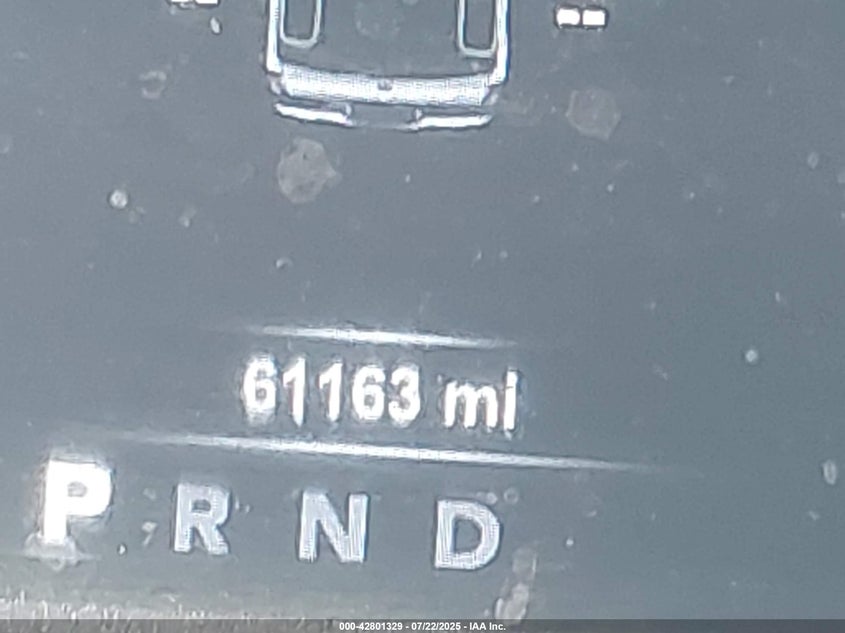 -- --
61163 mi
P R N D
000-42801329 - 07/22/2025 - IAA Inc.